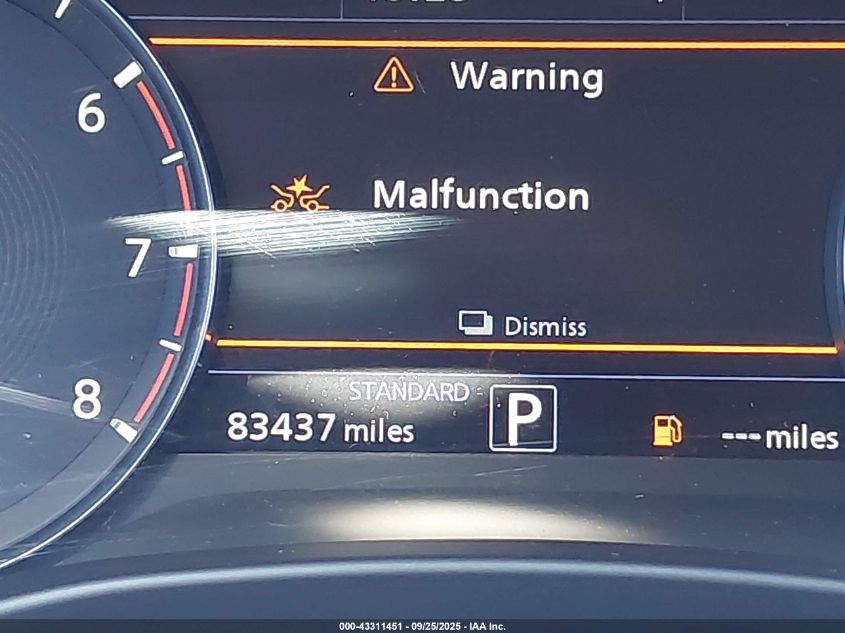 Warning
6
Malfunction
7
Dismiss
STANDARD
8
P
83437 miles
---miles
000-43311451 - 09/25/2025 - IAA Inc.